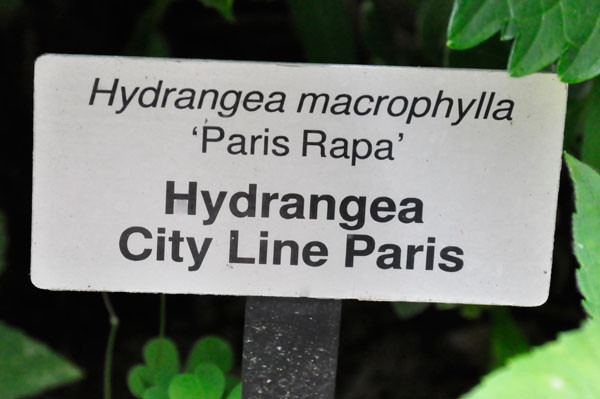 Hydrangea macrophylla
‘Paris Rapa’
Hydrangea
City Line Paris